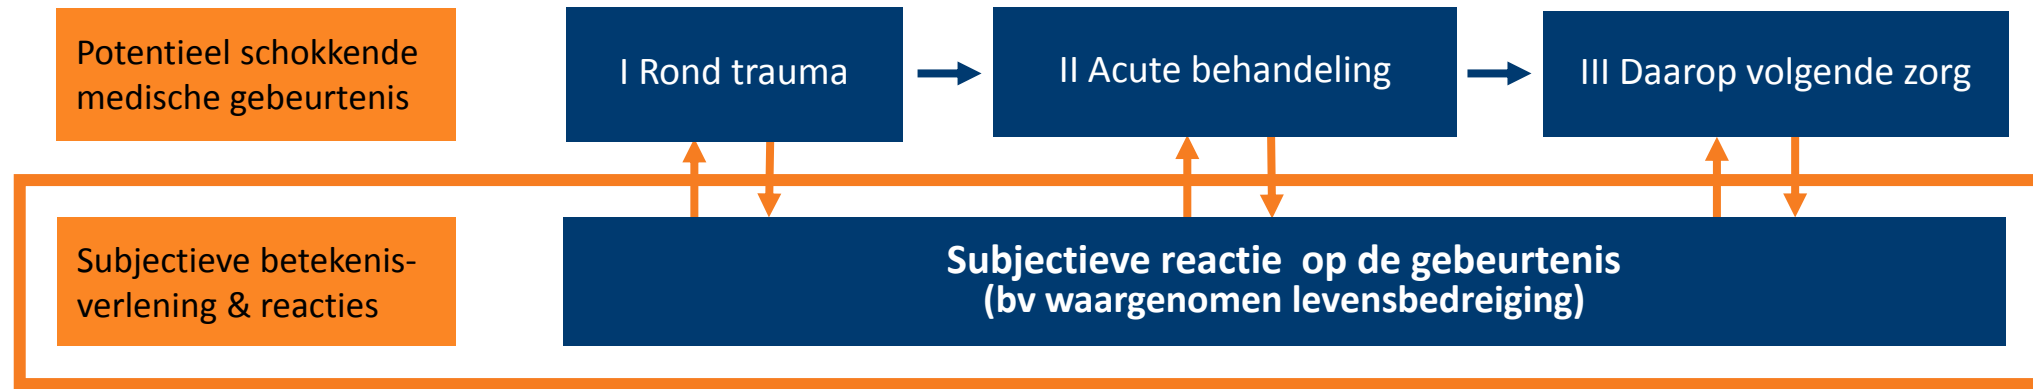 Potentieel schokkende
medische gebeurtenis
I Rond trauma
II Acute behandeling
III Daarop volgende zorg
Subjectieve betekenis-
verlening & reacties
Subjectieve reactie op de gebeurtenis
(bv waargenomen levensbedreiging)